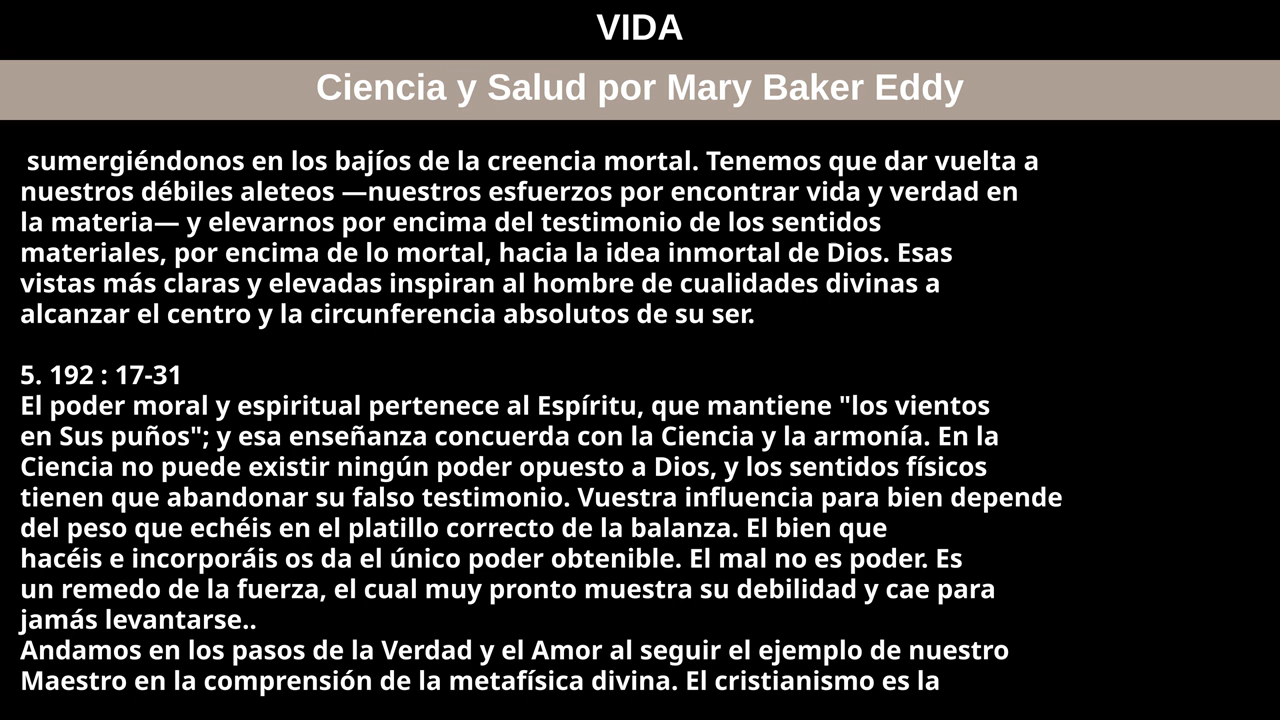 VIDA
Ciencia y Salud por Mary Baker Eddy
sumergiéndonos en los bajíos de la creencia mortal. Tenemos que dar vuelta a
nuestros débiles aleteos —nuestros esfuerzos por encontrar vida y verdad en
la materia— y elevarnos por encima del testimonio de los sentidos
materiales, por encima de lo mortal, hacia la idea inmortal de Dios. Esas
vistas más claras y elevadas inspiran al hombre de cualidades divinas a
alcanzar el centro y la circunferencia absolutos de su ser.
5. 192 : 17-31
El poder moral y espiritual pertenece al Espíritu, que mantiene "los vientos
en Sus puños"; y esa enseñanza concuerda con la Ciencia y la armonía. En la
Ciencia no puede existir ningún poder opuesto a Dios, y los sentidos físicos
tienen que abandonar su falso testimonio. Vuestra influencia para bien depende
del peso que echéis en el platillo correcto de la balanza. El bien que
hacéis e incorporáis os da el único poder obtenible. El mal no es poder. Es
un remedo de la fuerza, el cual muy pronto muestra su debilidad y cae para
jamás levantarse..
Andamos en los pasos de la Verdad y el Amor al seguir el ejemplo de nuestro
Maestro en la comprensión de la metafísica divina. El cristianismo es la